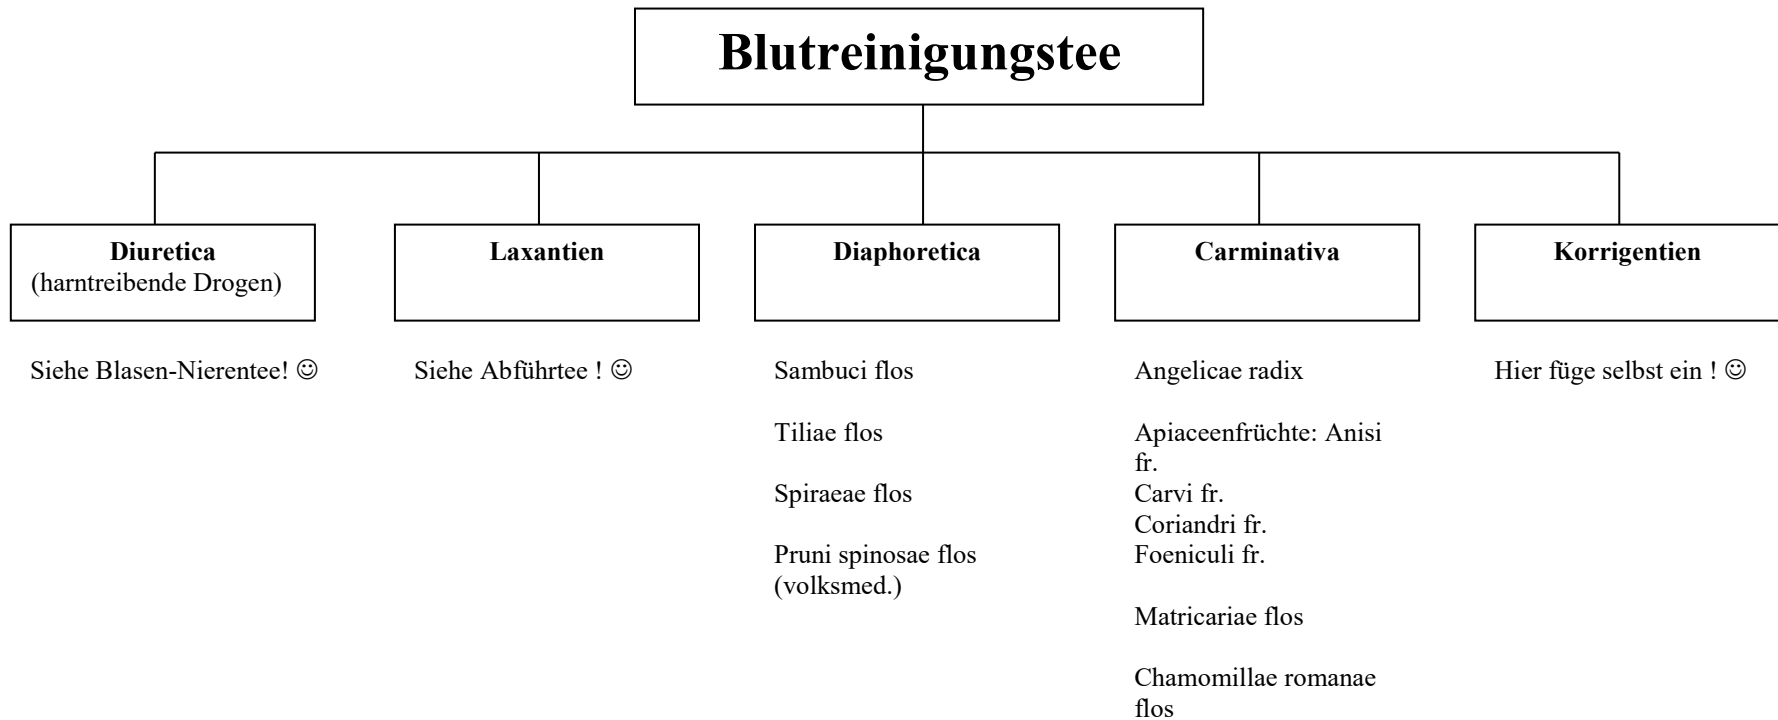 Blutreinigungstee
Diuretica
(harntreibende Drogen)
Laxantien
Diaphoretica
Carminativa
Korrigentien
Siehe Blasen-Nierentee! ☺
Siehe Abführtee ! ☺
Sambuci flos
Tiliae flos
Spiraeae flos
Pruni spinosae flos
(volksmed.)
Angelicae radix
Apiaceenfrüchte: Anisi
fr.
Carvi fr.
Coriandri fr.
Foeniculi fr.
Matricariae flos
Chamomillae romanae
flos
Hier füge selbst ein ! ☺